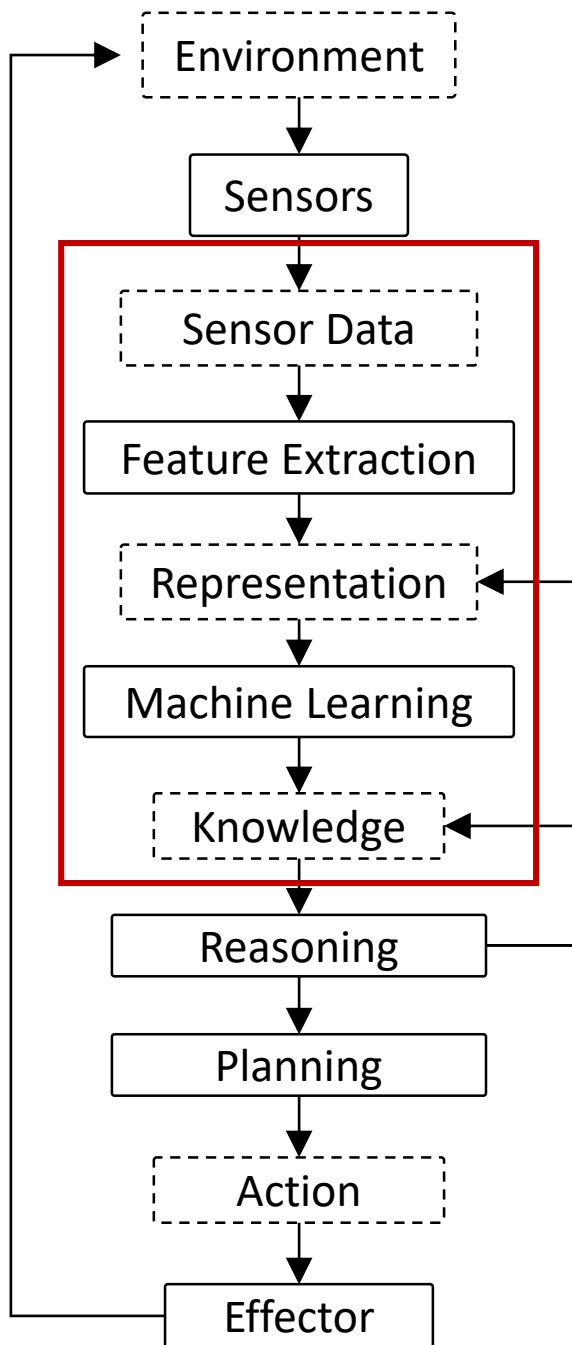 Environment
Sensors
Sensor Data
Feature Extraction
Representation
Machine Learning
Knowledge
Reasoning
Planning
Action
Effector